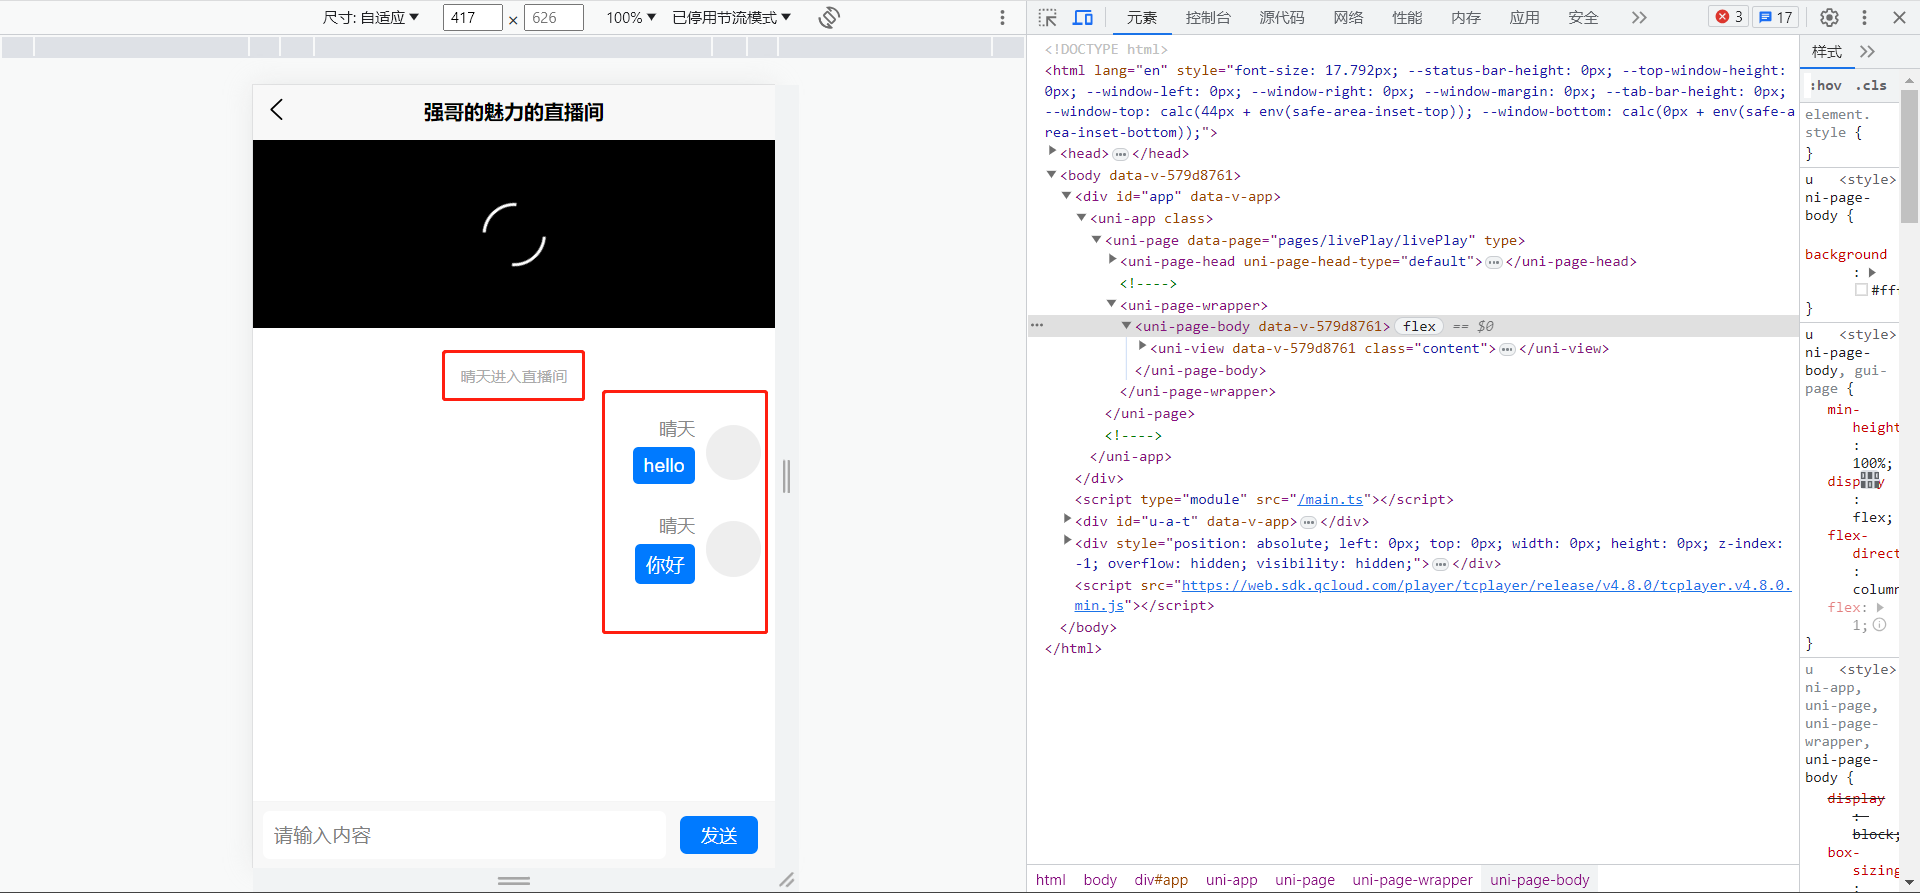 尺寸: 自适应 ▼ 417 × 626 100% ▼ 已停用节流模式 ▼
元素 控制台 源代码 网络 性能 内存 应用 安全 3 17
强哥的魅力的直播间
晴天进入直播间
晴天
hello
晴天
你好
请输入内容 发送
<!DOCTYPE html>
<html lang="en" style="font-size: 17.792px; --status-bar-height: 0px; --top-window-height:
0px; --window-left: 0px; --window-right: 0px; --window-margin: 0px; --tab-bar-height: 0px;
--window-top: calc(44px + env(safe-area-inset-top)); --window-bottom: calc(0px + env(safe-a
rea-inset-bottom));">
<head>…</head>
<body data-v-579d8761>
<div id="app" data-v-app>
<uni-app class>
<uni-page data-page="pages/livePlay/livePlay" type>
<uni-page-head uni-page-head-type="default">…</uni-page-head>
<!---->
<uni-page-wrapper>
<uni-page-body data-v-579d8761> flex == $0
<uni-view data-v-579d8761 class="content">…</uni-view>
</uni-page-body>
</uni-page-wrapper>
</uni-page>
<!---->
</uni-app>
</div>
<script type="module" src="/main.ts"></script>
<div id="u-a-t" data-v-app>…</div>
<div style="position: absolute; left: 0px; top: 0px; width: 0px; height: 0px; z-index:
-1; overflow: hidden; visibility: hidden;">…</div>
<script src="https://web.sdk.qcloud.com/player/tcplayer/release/v4.8.0/tcplayer.v4.8.0.
min.js"></script>
</body>
</html>
html body div#app uni-app uni-page uni-page-wrapper uni-page-body
样式
:hov .cls
element.
style {
}
u <style>
ni-page-
body {
background
:
#fff
}
u <style>
ni-page-
body, gui-
page {
min-
height
:
100%;
display
:
flex;
flex-
direct
:
column
flex:
1;
}
u <style>
ni-app,
uni-page,
uni-page-
wrapper,
uni-page-
body {
display
:
block;
box-
sizing
: